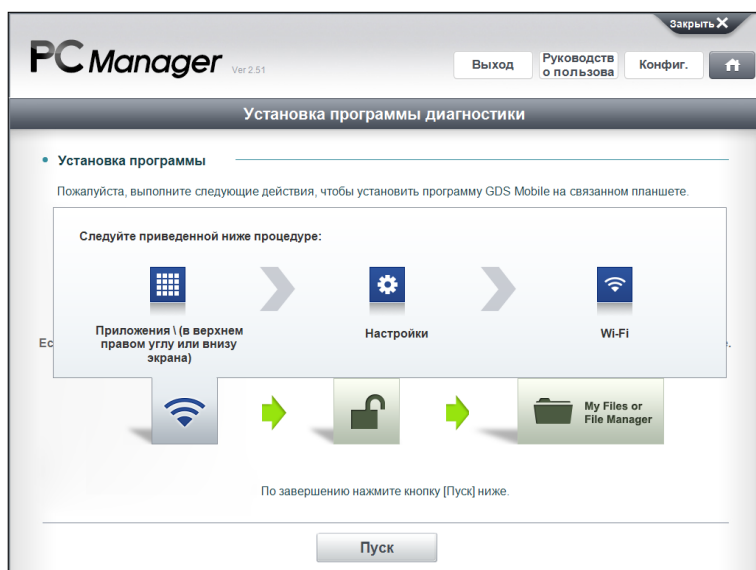 Закрыть X
PC Manager Ver 2.51
Выход
Руководств
о пользова
Конфиг.
Установка программы диагностики
Установка программы
Пожалуйста, выполните следующие действия, чтобы установить программу GDS Mobile на связанном планшете.
Следуйте приведенной ниже процедуре:
Приложения \ (в верхнем
правом углу или внизу
экрана)
Настройки
Wi-Fi
Ес
е.
My Files or
File Manager
По завершению нажмите кнопку [Пуск] ниже.
Пуск